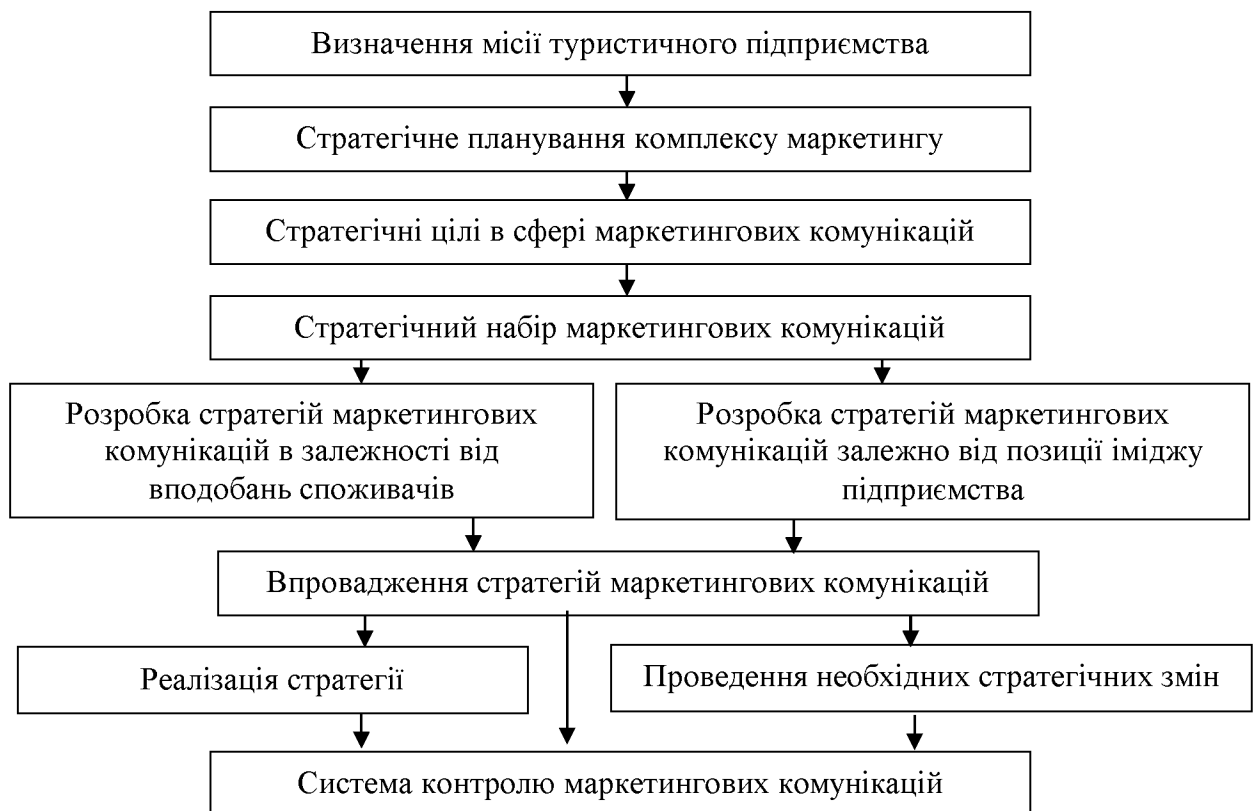 Визначення місії туристичного підприємства
Стратегічне планування комплексу маркетингу
Стратегічні цілі в сфері маркетингових комунікацій
Стратегічний набір маркетингових комунікацій
Розробка стратегій маркетингових
комунікацій в залежності від
вподобань споживачів
Розробка стратегій маркетингових
комунікацій залежно від позиції іміджу
підприємства
Впровадження стратегій маркетингових комунікацій
Реалізація стратегії
Проведення необхідних стратегічних змін
Система контролю маркетингових комунікацій